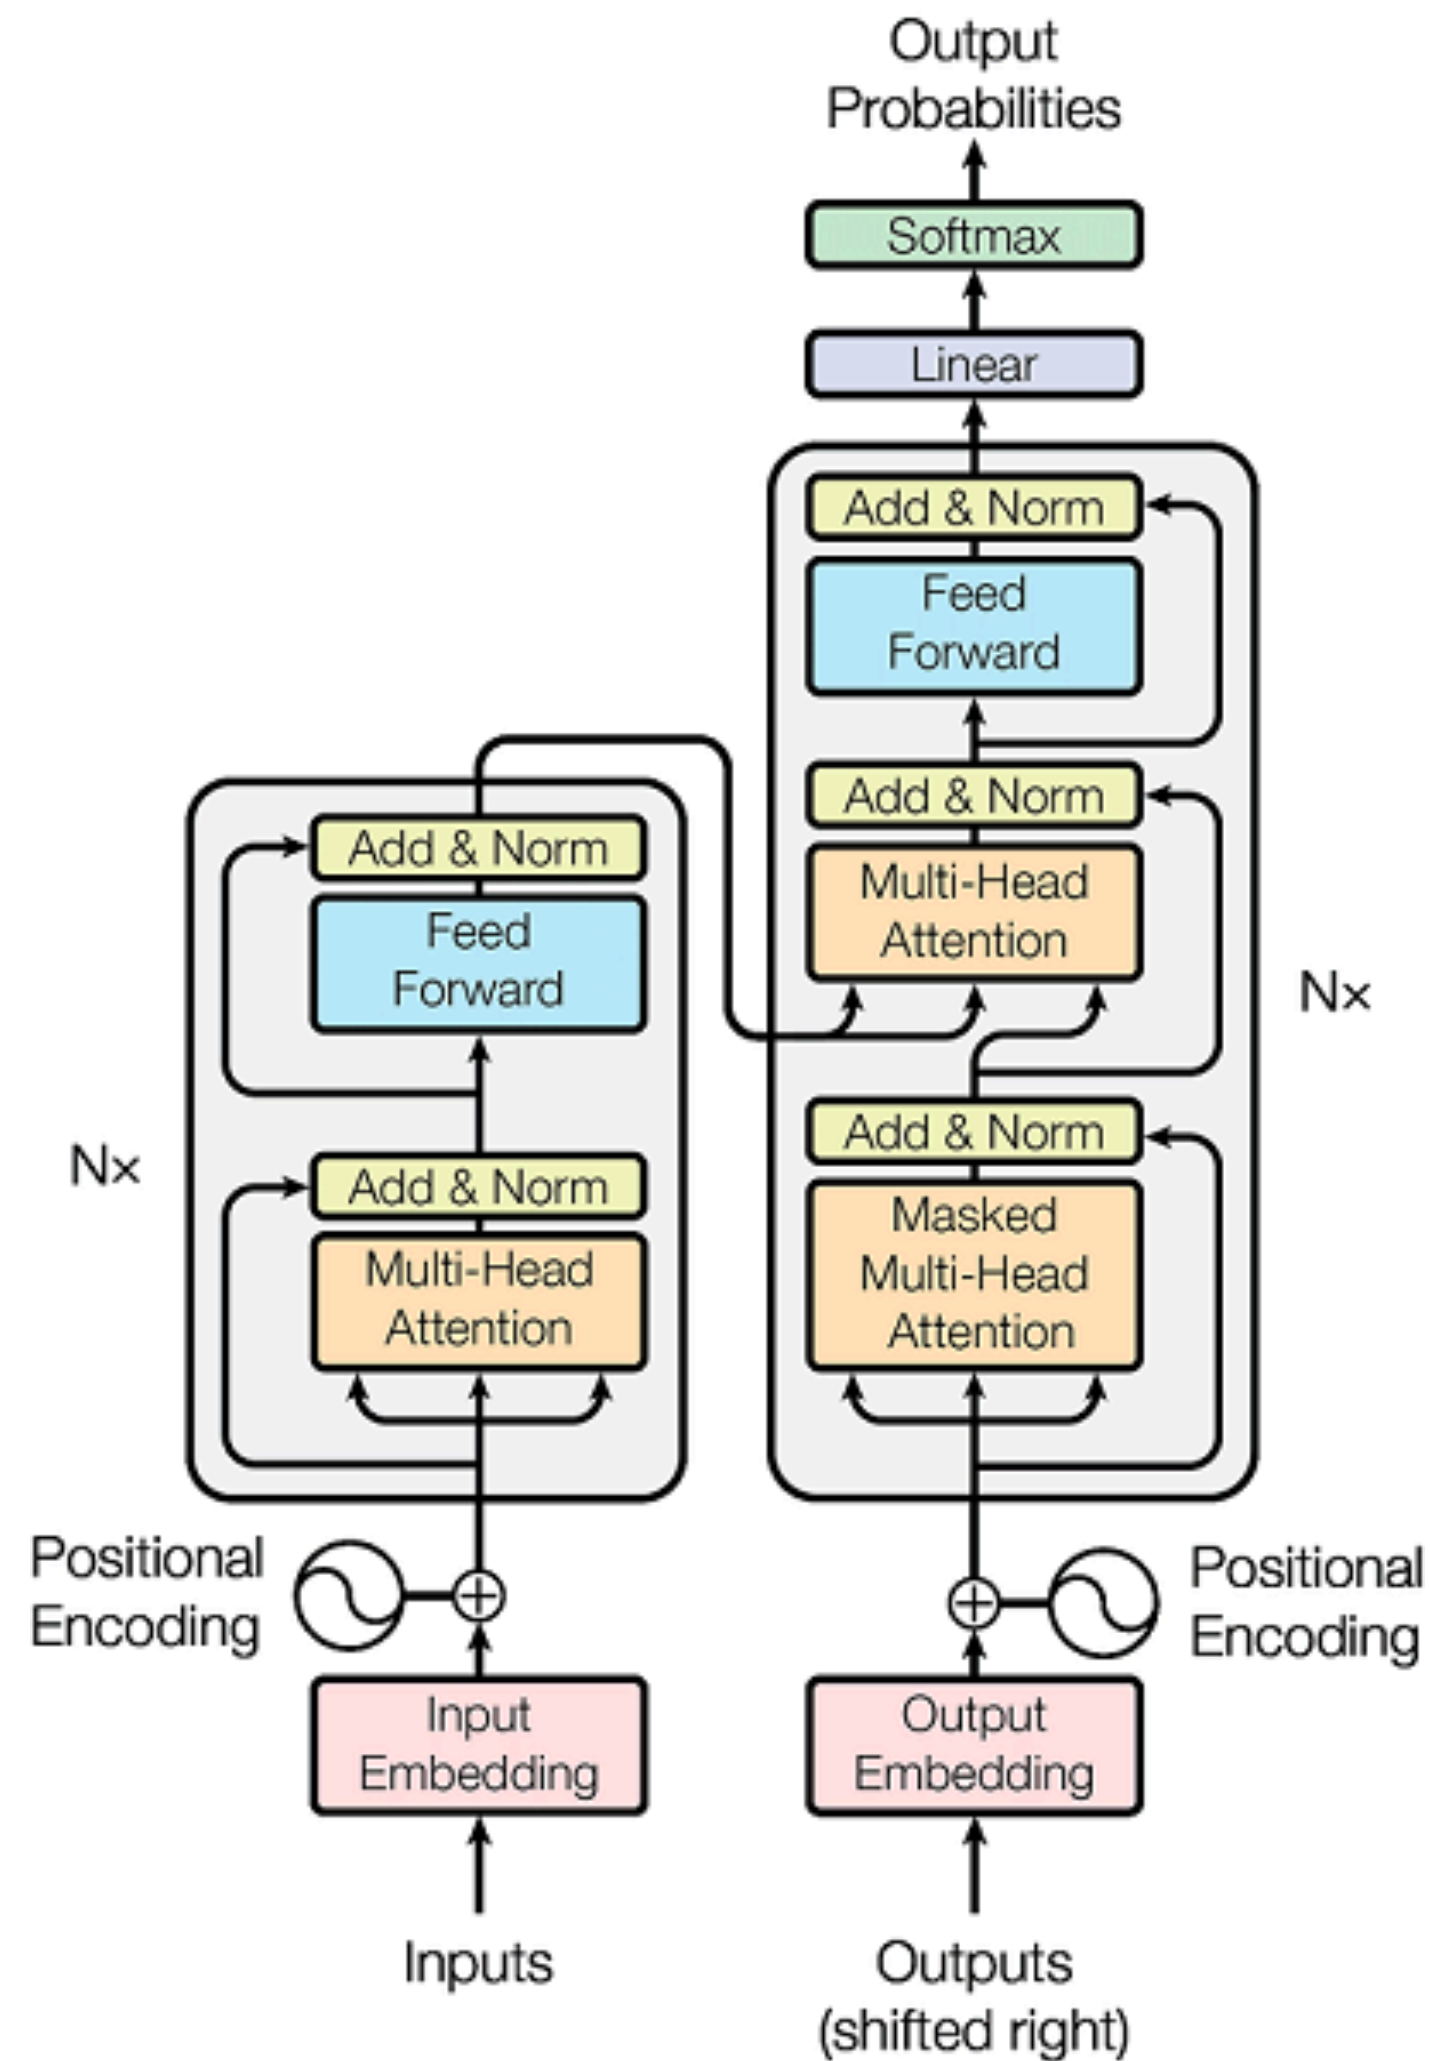 Output
Probabilities
Softmax
Linear
Add & Norm
Feed
Forward
Add & Norm
Multi-Head
Attention
Add & Norm
Masked
Multi-Head
Attention
Nx
Positional
Encoding
Output
Embedding
Outputs
(shifted right)
Add & Norm
Feed
Forward
Add & Norm
Multi-Head
Attention
Nx
Positional
Encoding
Input
Embedding
Inputs